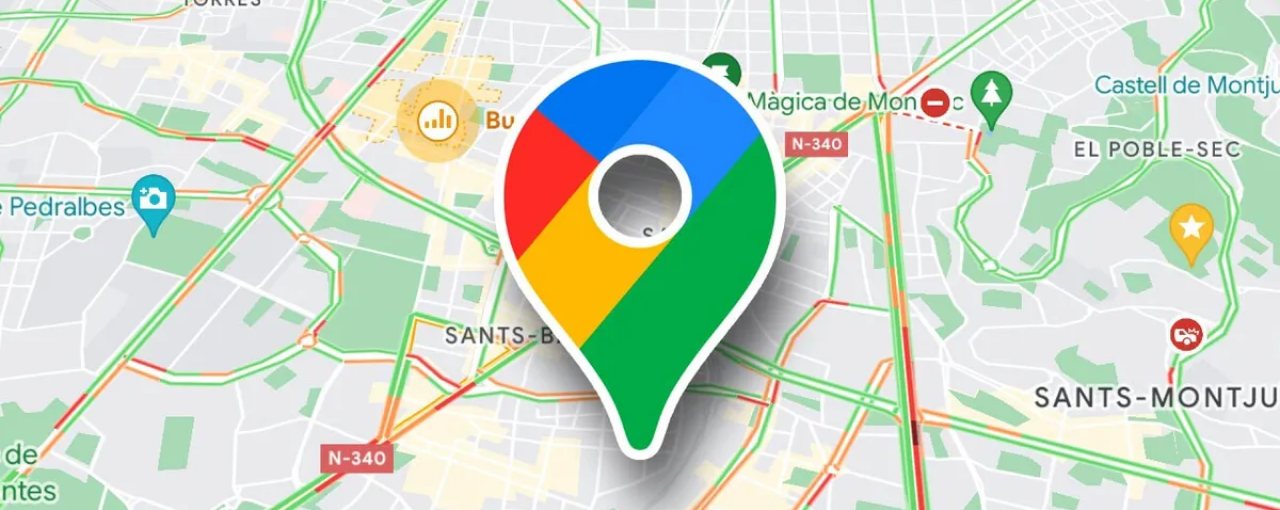 TORRES
Bu
Màgica de Mon c
Castell de Montju
N-340
EL POBLE-SEC
e Pedralbes
SANTS-B
SANTS-MONTJU
N-340
de
ntes